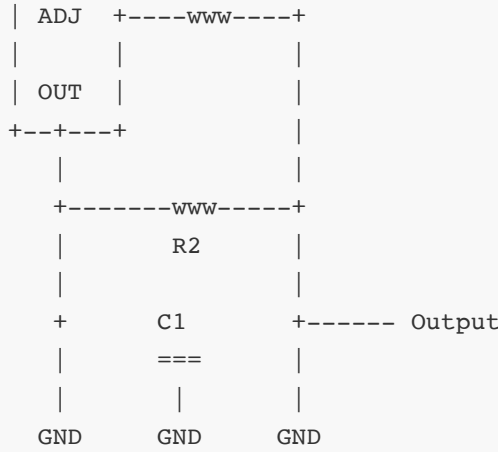 | ADJ  +----www----+
|      |           |
| OUT  |           |
+--+---+           |
   |               |
   +-------www-----+
   |       R2      |
   |               |
   +      C1       +------ Output
   |      ===      |
   |       |       |
  GND     GND     GND